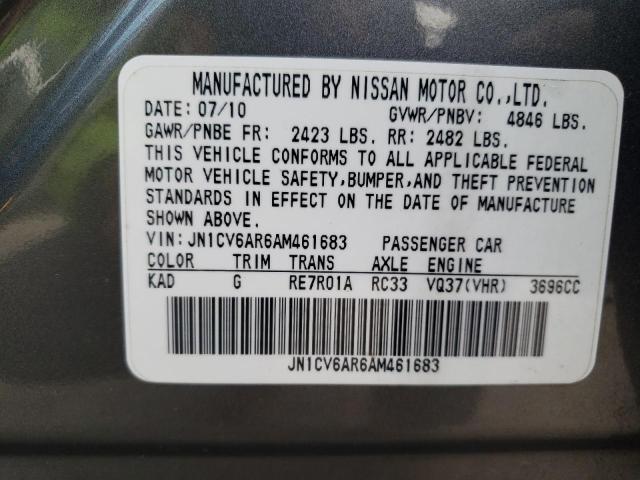 MANUFACTURED BY NISSAN MOTOR CO.,LTD.
DATE: 07/10 GVWR/PNBV: 4846 LBS.
GAWR/PNBE FR: 2423 LBS. RR: 2482 LBS.
THIS VEHICLE CONFORMS TO ALL APPLICABLE FEDERAL
MOTOR VEHICLE SAFETY,BUMPER,AND THEFT PREVENTION
STANDARDS IN EFFECT ON THE DATE OF MANUFACTURE
SHOWN ABOVE.
VIN:JN1CV6AR6AM461683 PASSENGER CAR
COLOR TRIM TRANS AXLE ENGINE
KAD G RE7R01A RC33 VQ37(VHR) 3696CC
JN1CV6AR6AM461683